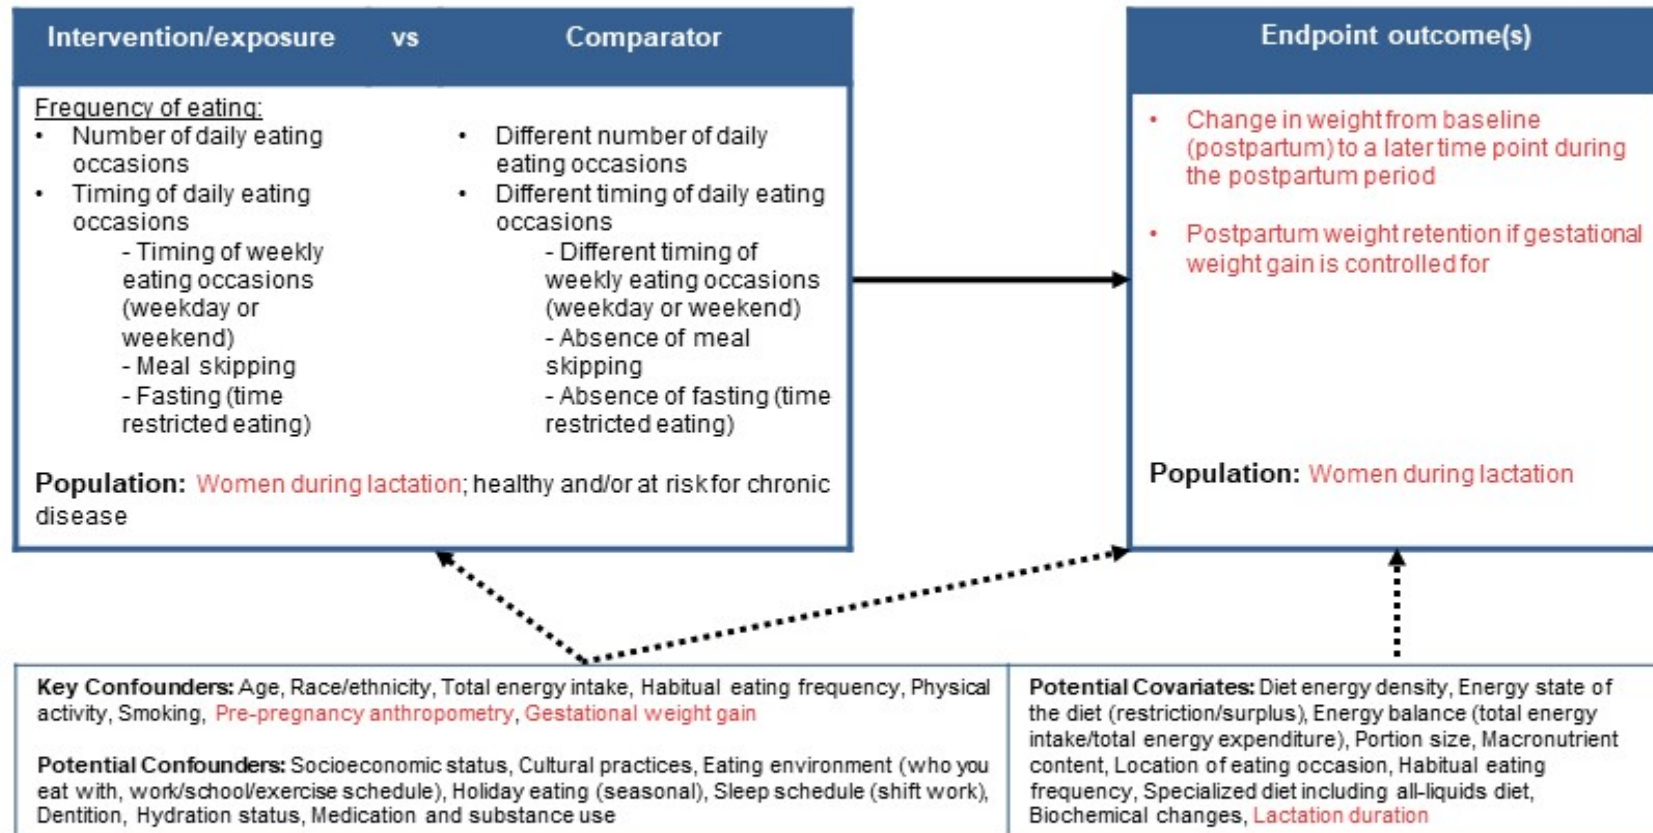 Intervention/exposure vs Comparator
Frequency of eating:
• Number of daily eating
occasions
• Timing of daily eating
occasions
- Timing of weekly
eating occasions
(weekday or
weekend)
- Meal skipping
- Fasting (time
restricted eating)
• Different number of daily
eating occasions
• Different timing of daily eating
occasions
- Different timing of
weekly eating occasions
(weekday or weekend)
- Absence of meal
skipping
- Absence of fasting (time
restricted eating)
Population: Women during lactation; healthy and/or at risk for chronic
disease
Endpoint outcome(s)
• Change in weight from baseline
(postpartum) to a later time point during
the postpartum period
• Postpartum weight retention if gestational
weight gain is controlled for
Population: Women during lactation
Key Confounders: Age, Race/ethnicity, Total energy intake, Habitual eating frequency, Physical
activity, Smoking, Pre-pregnancy anthropometry, Gestational weight gain
Potential Confounders: Socioeconomic status, Cultural practices, Eating environment (who you
eat with, work/school/exercise schedule), Holiday eating (seasonal), Sleep schedule (shift work),
Dentition, Hydration status, Medication and substance use
Potential Covariates: Diet energy density, Energy state of
the diet (restriction/surplus), Energy balance (total energy
intake/total energy expenditure), Portion size, Macronutrient
content, Location of eating occasion, Habitual eating
frequency, Specialized diet including all-liquids diet,
Biochemical changes, Lactation duration